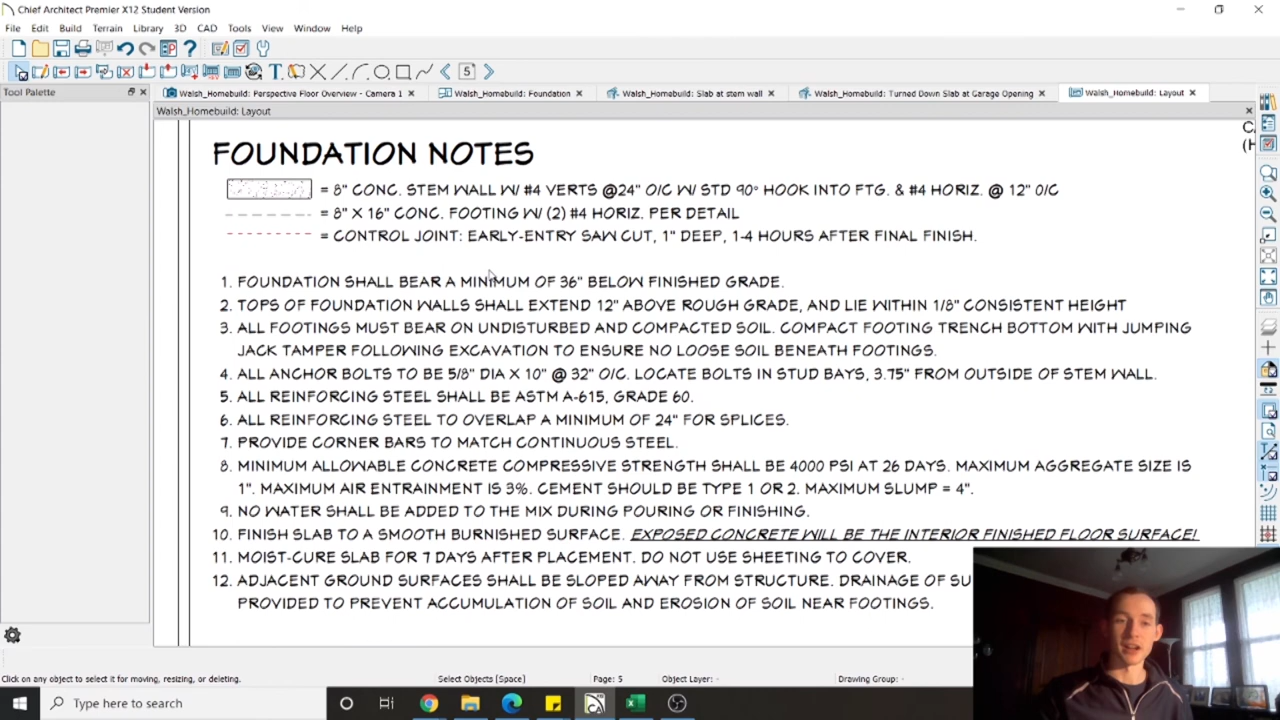 Chief Architect Premier X12 Student Version
File Edit Build Terrain Library 3D CAD Tools View Window Help
5
Tool Palette
Walsh_Homebuild: Perspective Floor Overview - Camera 1
Walsh_Homebuild: Foundation
Walsh_Homebuild: Slab at stem wall
Walsh_Homebuild: Turned Down Slab at Garage Opening
Walsh_Homebuild: Layout
Walsh_Homebuild: Layout
FOUNDATION NOTES
= 8" CONC. STEM WALL W/ #4 VERTS @24" O/C W/ STD 90° HOOK INTO FTG. & #4 HORIZ. @ 12" O/C
= 8" X 16" CONC. FOOTING W/ (2) #4 HORIZ. PER DETAIL
= CONTROL JOINT: EARLY-ENTRY SAW CUT, 1" DEEP, 1-4 HOURS AFTER FINAL FINISH.
1. FOUNDATION SHALL BEAR A MINIMUM OF 36" BELOW FINISHED GRADE.
2. TOPS OF FOUNDATION WALLS SHALL EXTEND 12" ABOVE ROUGH GRADE, AND LIE WITHIN 1/8" CONSISTENT HEIGHT
3. ALL FOOTINGS MUST BEAR ON UNDISTURBED AND COMPACTED SOIL. COMPACT FOOTING TRENCH BOTTOM WITH JUMPING
JACK TAMPER FOLLOWING EXCAVATION TO ENSURE NO LOOSE SOIL BENEATH FOOTINGS.
4. ALL ANCHOR BOLTS TO BE 5/8" DIA X 10" @ 32" O/C. LOCATE BOLTS IN STUD BAYS, 3.75" FROM OUTSIDE OF STEM WALL.
5. ALL REINFORCING STEEL SHALL BE ASTM A-615, GRADE 60.
6. ALL REINFORCING STEEL TO OVERLAP A MINIMUM OF 24" FOR SPLICES.
7. PROVIDE CORNER BARS TO MATCH CONTINUOUS STEEL.
8. MINIMUM ALLOWABLE CONCRETE COMPRESSIVE STRENGTH SHALL BE 4000 PSI AT 26 DAYS. MAXIMUM AGGREGATE SIZE IS
1". MAXIMUM AIR ENTRAINMENT IS 3%. CEMENT SHOULD BE TYPE 1 OR 2. MAXIMUM SLUMP = 4".
9. NO WATER SHALL BE ADDED TO THE MIX DURING POURING OR FINISHING.
10. FINISH SLAB TO A SMOOTH BURNISHED SURFACE. EXPOSED CONCRETE WILL BE THE INTERIOR FINISHED FLOOR SURFACE!
11. MOIST-CURE SLAB FOR 7 DAYS AFTER PLACEMENT. DO NOT USE SHEETING TO COVER.
12. ADJACENT GROUND SURFACES SHALL BE SLOPED AWAY FROM STRUCTURE. DRAINAGE OF SU
PROVIDED TO PREVENT ACCUMULATION OF SOIL AND EROSION OF SOIL NEAR FOOTINGS.
Click on any object to select it for moving, resizing, or deleting.
Select Objects [Space]
Page: 5
Object Layer: -
Drawing Group: -
Type here to search